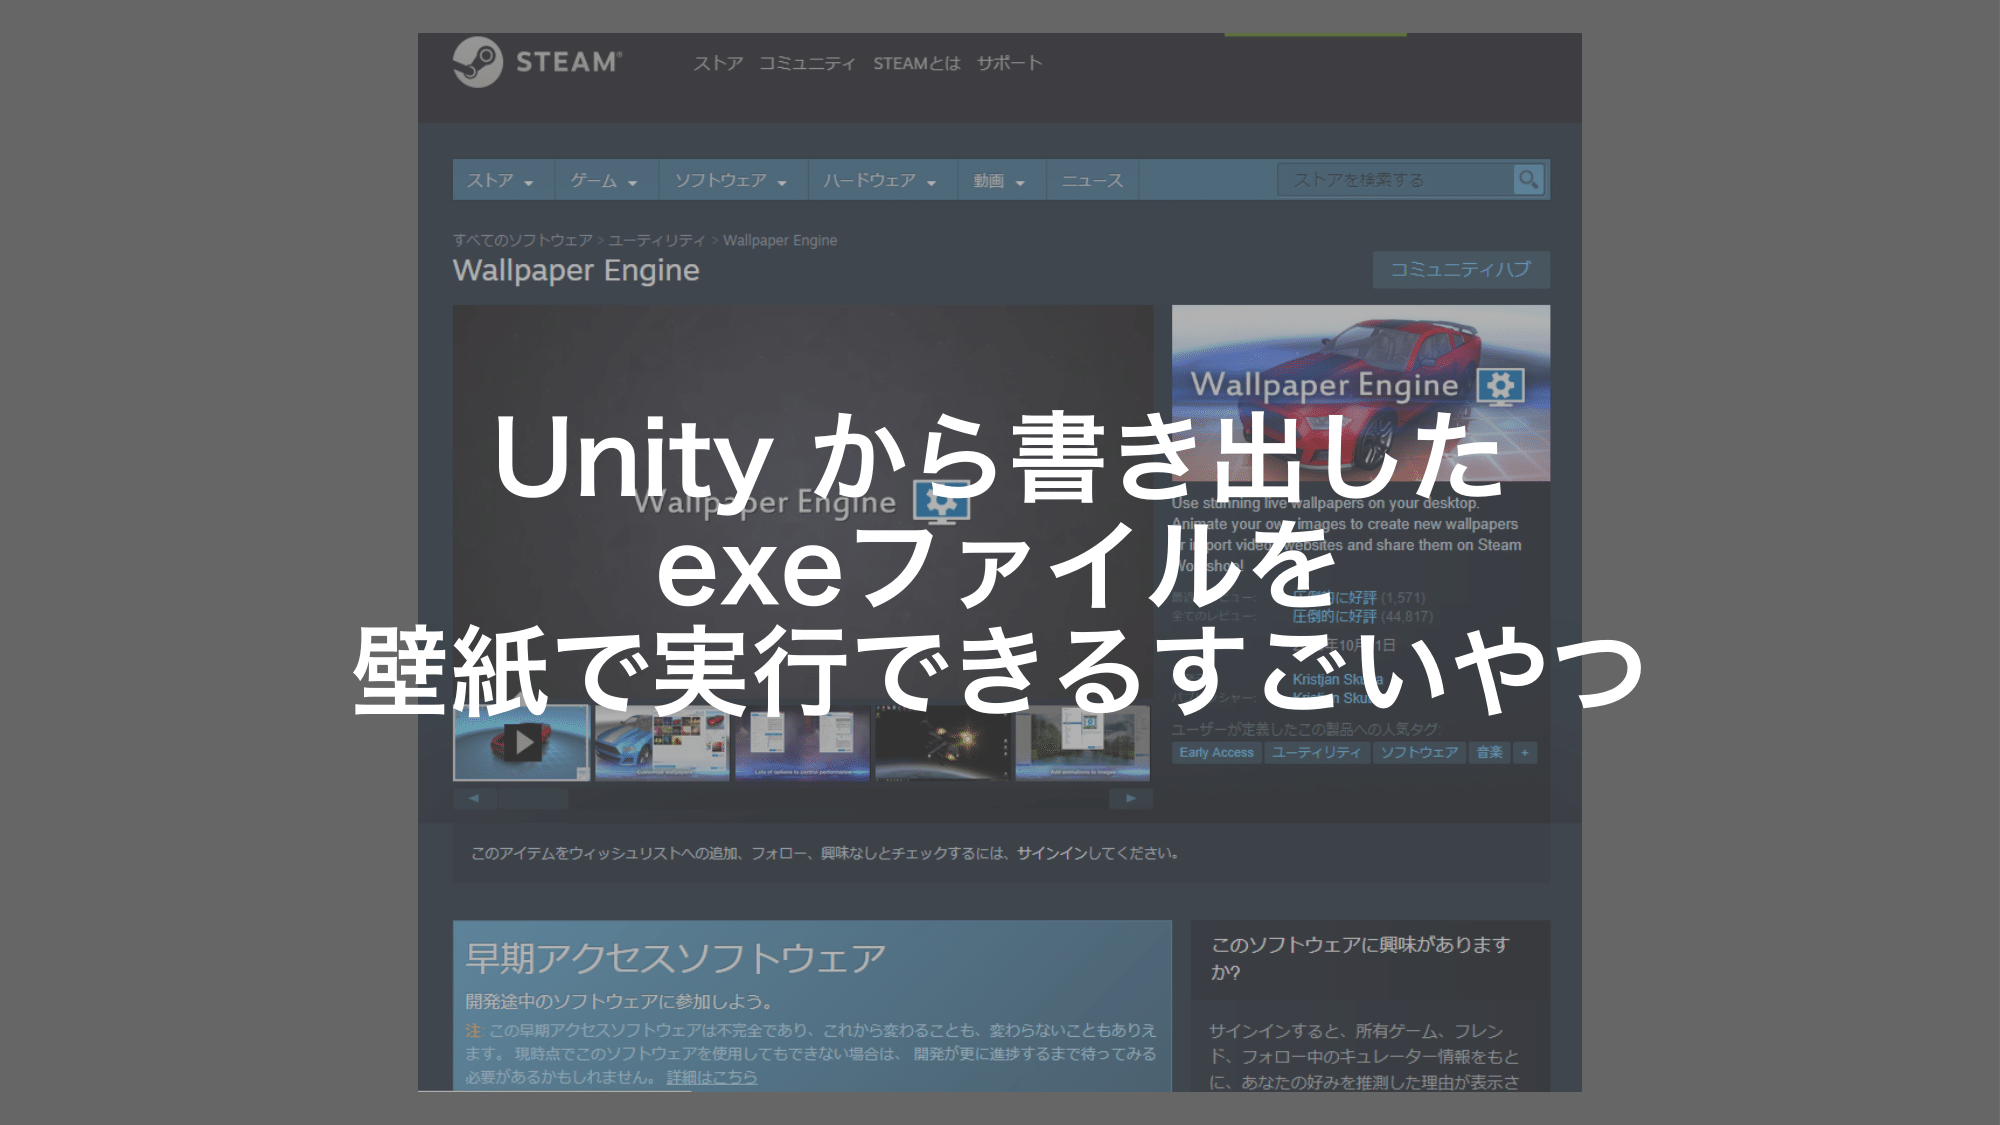 STEAM®
ストア コミュニティ STEAMとは サポート
ストア ゲーム ソフトウェア ハードウェア 動画 ニュース ストアを検索する
すべてのソフトウェア > ユーティリティ > Wallpaper Engine
Wallpaper Engine
コミュニティハブ
Wallpaper Engine
Wallpaper Engine
Unity から書き出した
exeファイルを
壁紙で実行できるすごいやつ
Use stunning live wallpapers on your desktop.
Animate your own images to create new wallpapers
or import videos/websites and share them on Steam
Workshop!
圧倒的に好評 (1,571)
全てのレビュー: 圧倒的に好評 (44,817)
年10月1日
Kristjan Sku
Kristjan Sku
ユーザーが定義したこの製品への人気タグ:
Early Access ユーティリティ ソフトウェア 音楽 +
Customize wallpapers
Lots of options to control performance
Add animations to images
このアイテムをウィッシュリストへの追加、フォロー、興味なしとチェックするには、サインインしてください。
早期アクセスソフトウェア
開発途中のソフトウェアに参加しよう。
注: この早期アクセスソフトウェアは不完全であり、これから変わることも、変わらないこともありえ
ます。 現時点でこのソフトウェアを使用してもできない場合は、 開発が更に進捗するまで待ってみる
必要があるかもしれません。 詳細はこちら
このソフトウェアに興味があります
か?
サインインすると、所有ゲーム、フレン
ド、フォロー中のキュレーター情報をもと
に、あなたの好みを推測した理由が表示さ